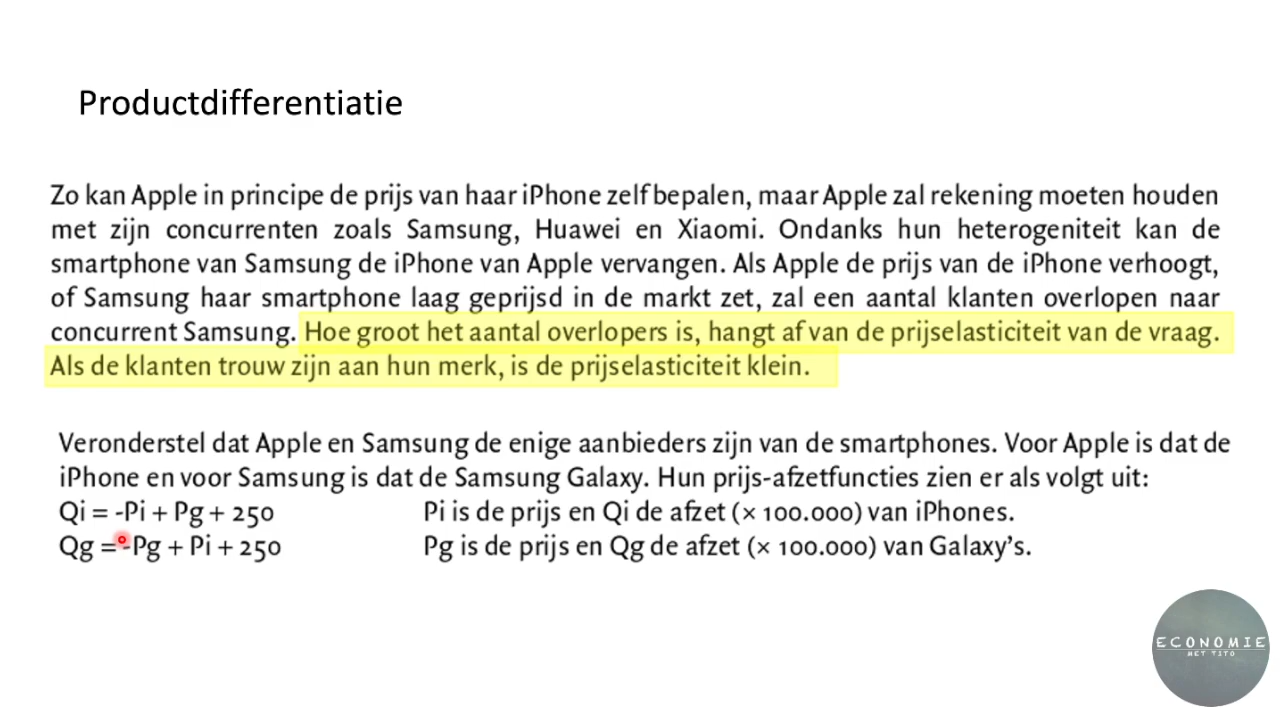 Productdifferentiatie
Zo kan Apple in principe de prijs van haar iPhone zelf bepalen, maar Apple zal rekening moeten houden
met zijn concurrenten zoals Samsung, Huawei en Xiaomi. Ondanks hun heterogeniteit kan de
smartphone van Samsung de iPhone van Apple vervangen. Als Apple de prijs van de iPhone verhoogt,
of Samsung haar smartphone laag geprijsd in de markt zet, zal een aantal klanten overlopen naar
concurrent Samsung. Hoe groot het aantal overlopers is, hangt af van de prijselasticiteit van de vraag.
Als de klanten trouw zijn aan hun merk, is de prijselasticiteit klein.
Veronderstel dat Apple en Samsung de enige aanbieders zijn van de smartphones. Voor Apple is dat de
iPhone en voor Samsung is dat de Samsung Galaxy. Hun prijs-afzetfuncties zien er als volgt uit:
Qi = -Pi + Pg + 250 Pi is de prijs en Qi de afzet (× 100.000) van iPhones.
Qg = -Pg + Pi + 250 Pg is de prijs en Qg de afzet (× 100.000) van Galaxy's.
ECONOMIE
MET TITO